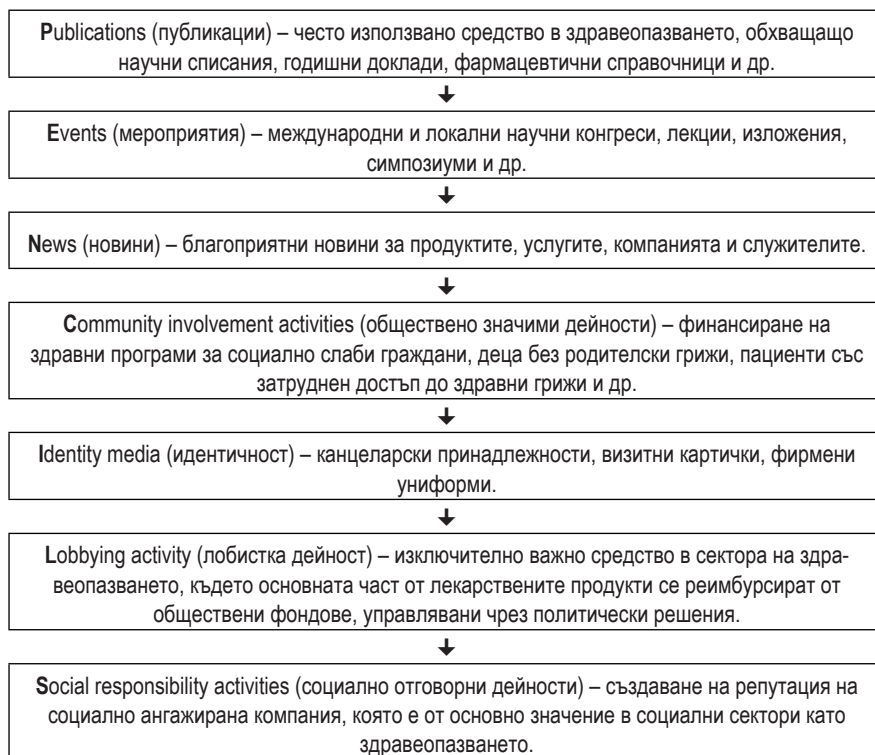 Publications (публикации) – често използвано средство в здравеопазването, обхващащо
научни списания, годишни доклади, фармацевтични справочници и др.
Events (мероприятия) – международни и локални научни конгреси, лекции, изложения,
симпозиуми и др.
News (новини) – благоприятни новини за продуктите, услугите, компанията и служителите.
Community involvement activities (обществено значими дейности) – финансиране на
здравни програми за социално слаби граждани, деца без родителски грижи, пациенти със
затруднен достъп до здравни грижи и др.
Identity media (идентичност) – канцеларски принадлежности, визитни картички, фирмени
униформи.
Lobbying activity (лобистка дейност) – изключително важно средство в сектора на здра-
веопазването, където основната част от лекарствените продукти се реимбурсират от
обществени фондове, управлявани чрез политически решения.
Social responsibility activities (социално отговорни дейности) – създаване на репутация на
социално ангажирана компания, която е от основно значение в социални сектори като
здравеопазването.